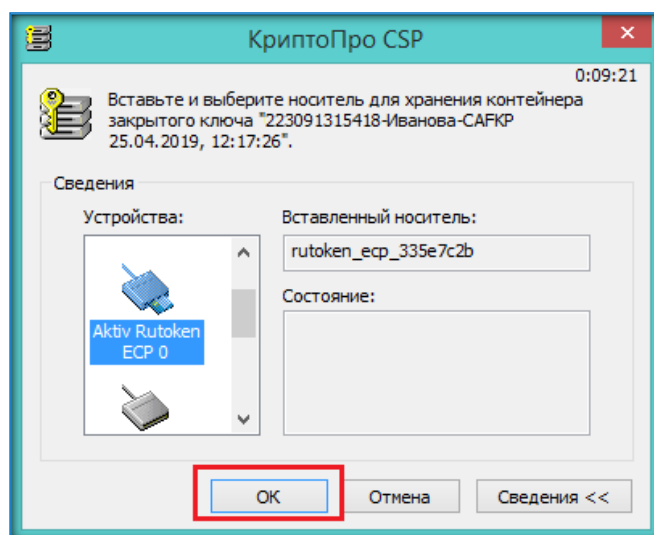 КриптоПро CSP
0:09:21
Вставьте и выберите носитель для хранения контейнера
закрытого ключа "223091315418-Иванова-CAFKP
25.04.2019, 12:17:26".
Сведения
Устройства:
Вставленный носитель:
rutoken_ecp_335e7c2b
Состояние:
Aktiv Rutoken
ECP 0
OK
Отмена
Сведения <<